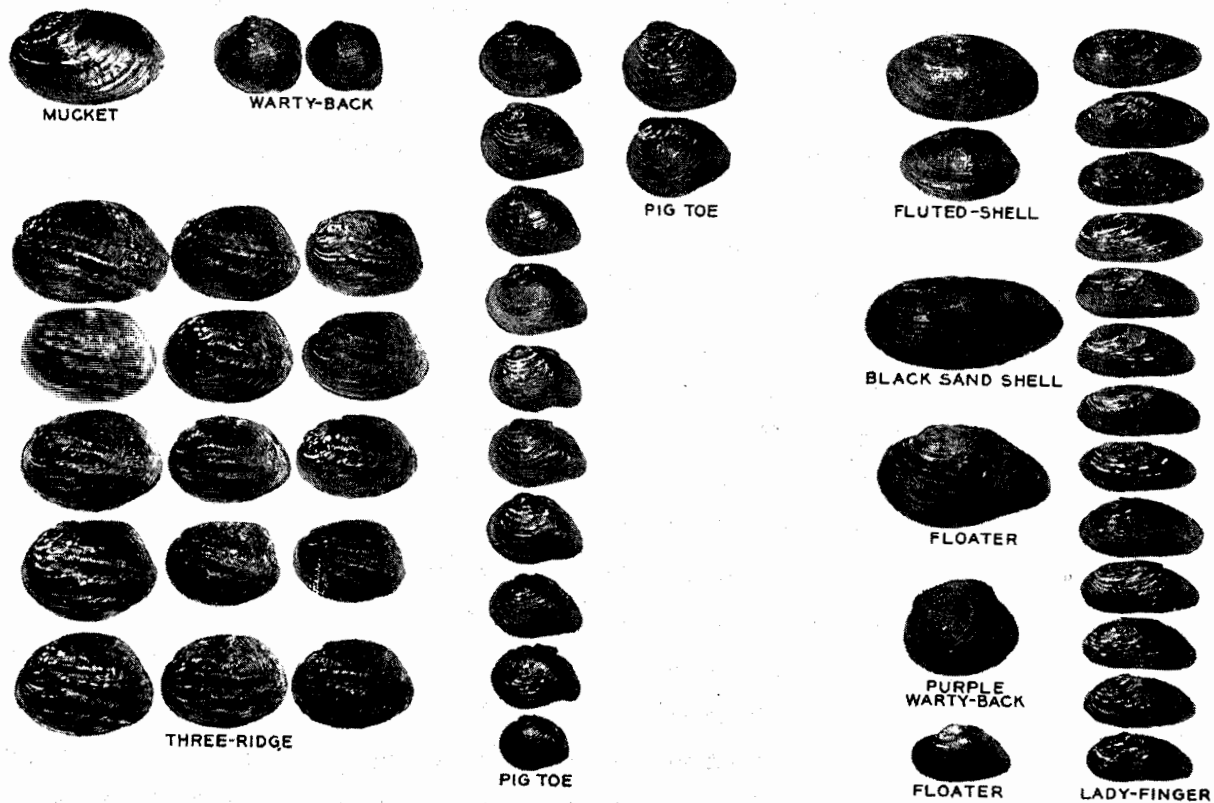 MUCKET
WARTY-BACK
PIG TOE
FLUTED-SHELL
BLACK SAND SHELL
FLOATER
PURPLE
WARTY-BACK
THREE-RIDGE
PIG TOE
FLOATER
LADY-FINGER